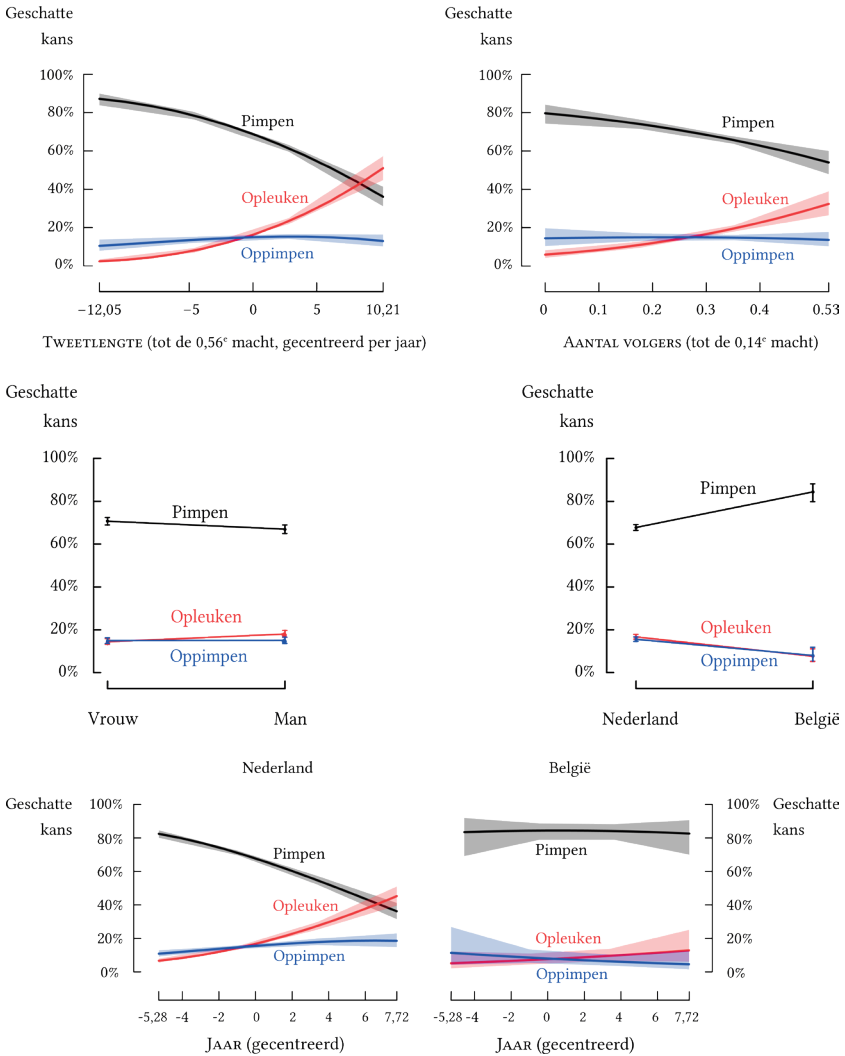 Geschatte
kans
100%
80%
60%
40%
20%
0%
Pimpen
Opleuken
Oppimpen
−12,05 −5 0 5 10,21
Tweetlengte (tot de 0,56e macht, gecentreerd per jaar)
Geschatte
kans
100%
80%
60%
40%
20%
0%
Pimpen
Opleuken
Oppimpen
0 0.1 0.2 0.3 0.4 0.53
Aantal volgers (tot de 0,14e macht)
Geschatte
kans
100%
80%
60%
40%
20%
0%
Pimpen
Opleuken
Oppimpen
Vrouw Man
Geschatte
kans
100%
80%
60%
40%
20%
0%
Pimpen
Opleuken
Oppimpen
Nederland België
Nederland
Geschatte
kans
100%
80%
60%
40%
20%
0%
Pimpen
Opleuken
Oppimpen
-5,28 -4 -2 0 2 4 6 7,72
Jaar (gecentreerd)
België
100%
80%
60%
40%
20%
0%
Geschatte
kans
Pimpen
Opleuken
Oppimpen
-5,28 -4 -2 0 2 4 6 7,72
Jaar (gecentreerd)